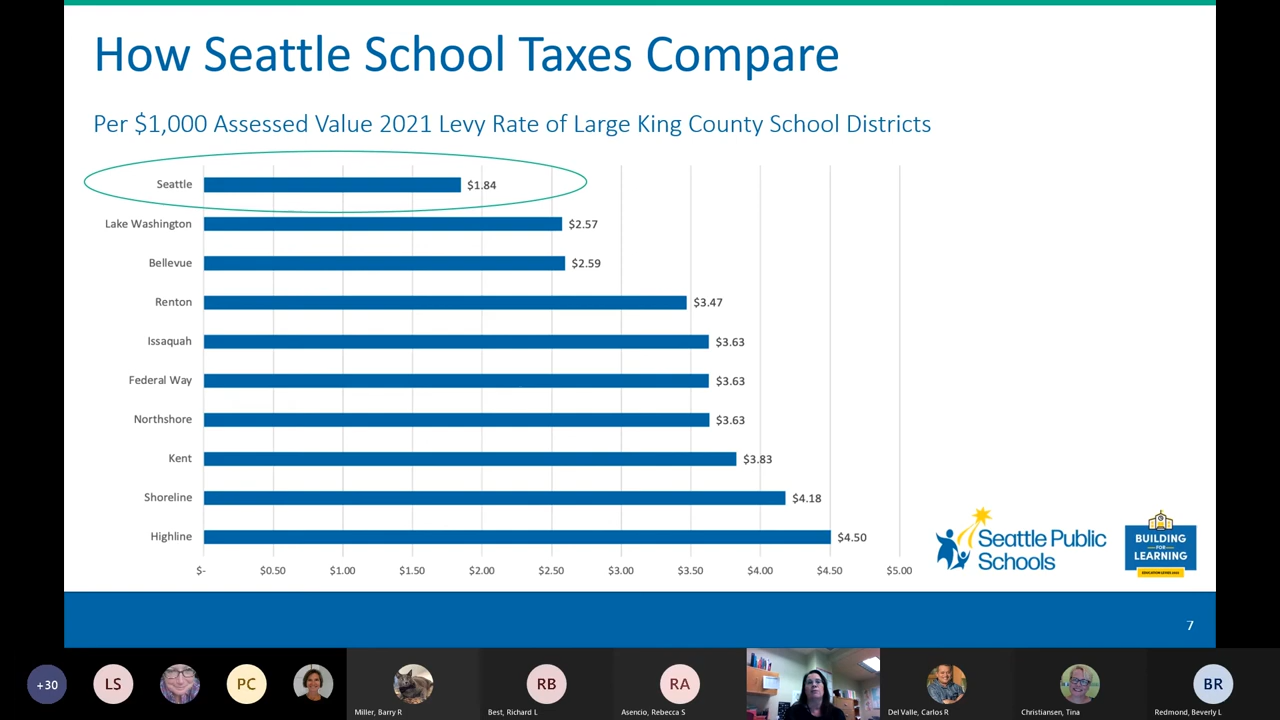 How Seattle School Taxes Compare
Per $1,000 Assessed Value 2021 Levy Rate of Large King County School Districts
Seattle $1.84
Lake Washington $2.57
Bellevue $2.59
Renton $3.47
Issaquah $3.63
Federal Way $3.63
Northshore $3.63
Kent $3.83
Shoreline $4.18
Highline $4.50
$- $0.50 $1.00 $1.50 $2.00 $2.50 $3.00 $3.50 $4.00 $4.50 $5.00
Seattle Public
Schools
BUILDING
FOR
LEARNING
7
+30 LS PC RB RA BR
Miller, Barry R Best, Richard L Asencio, Rebecca S Del Valle, Carlos R Christiansen, Tina Redmond, Beverly L